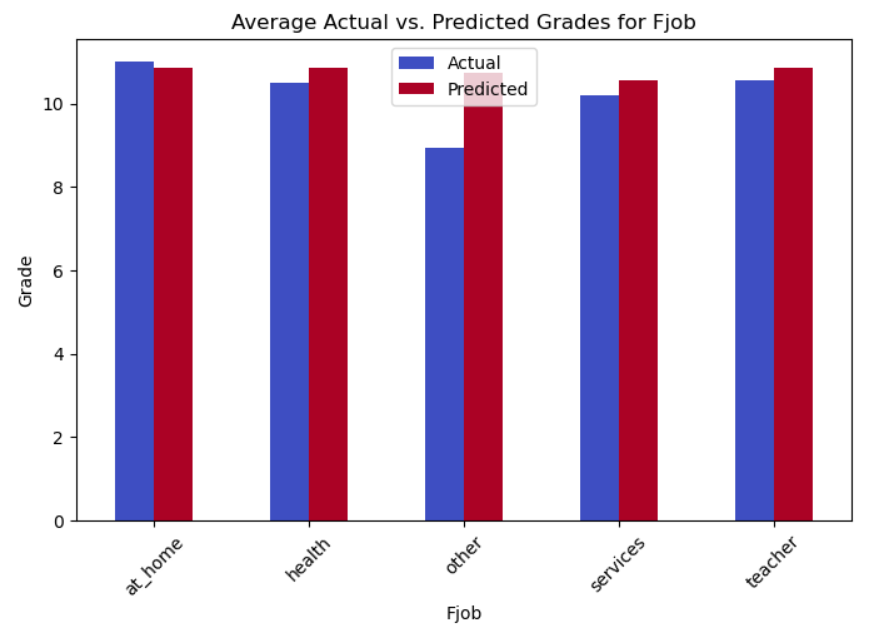 Average Actual vs. Predicted Grades for Fjob
Actual
Predicted
Grade
10
8
6
4
2
0
at_home
health
other
services
teacher
Fjob